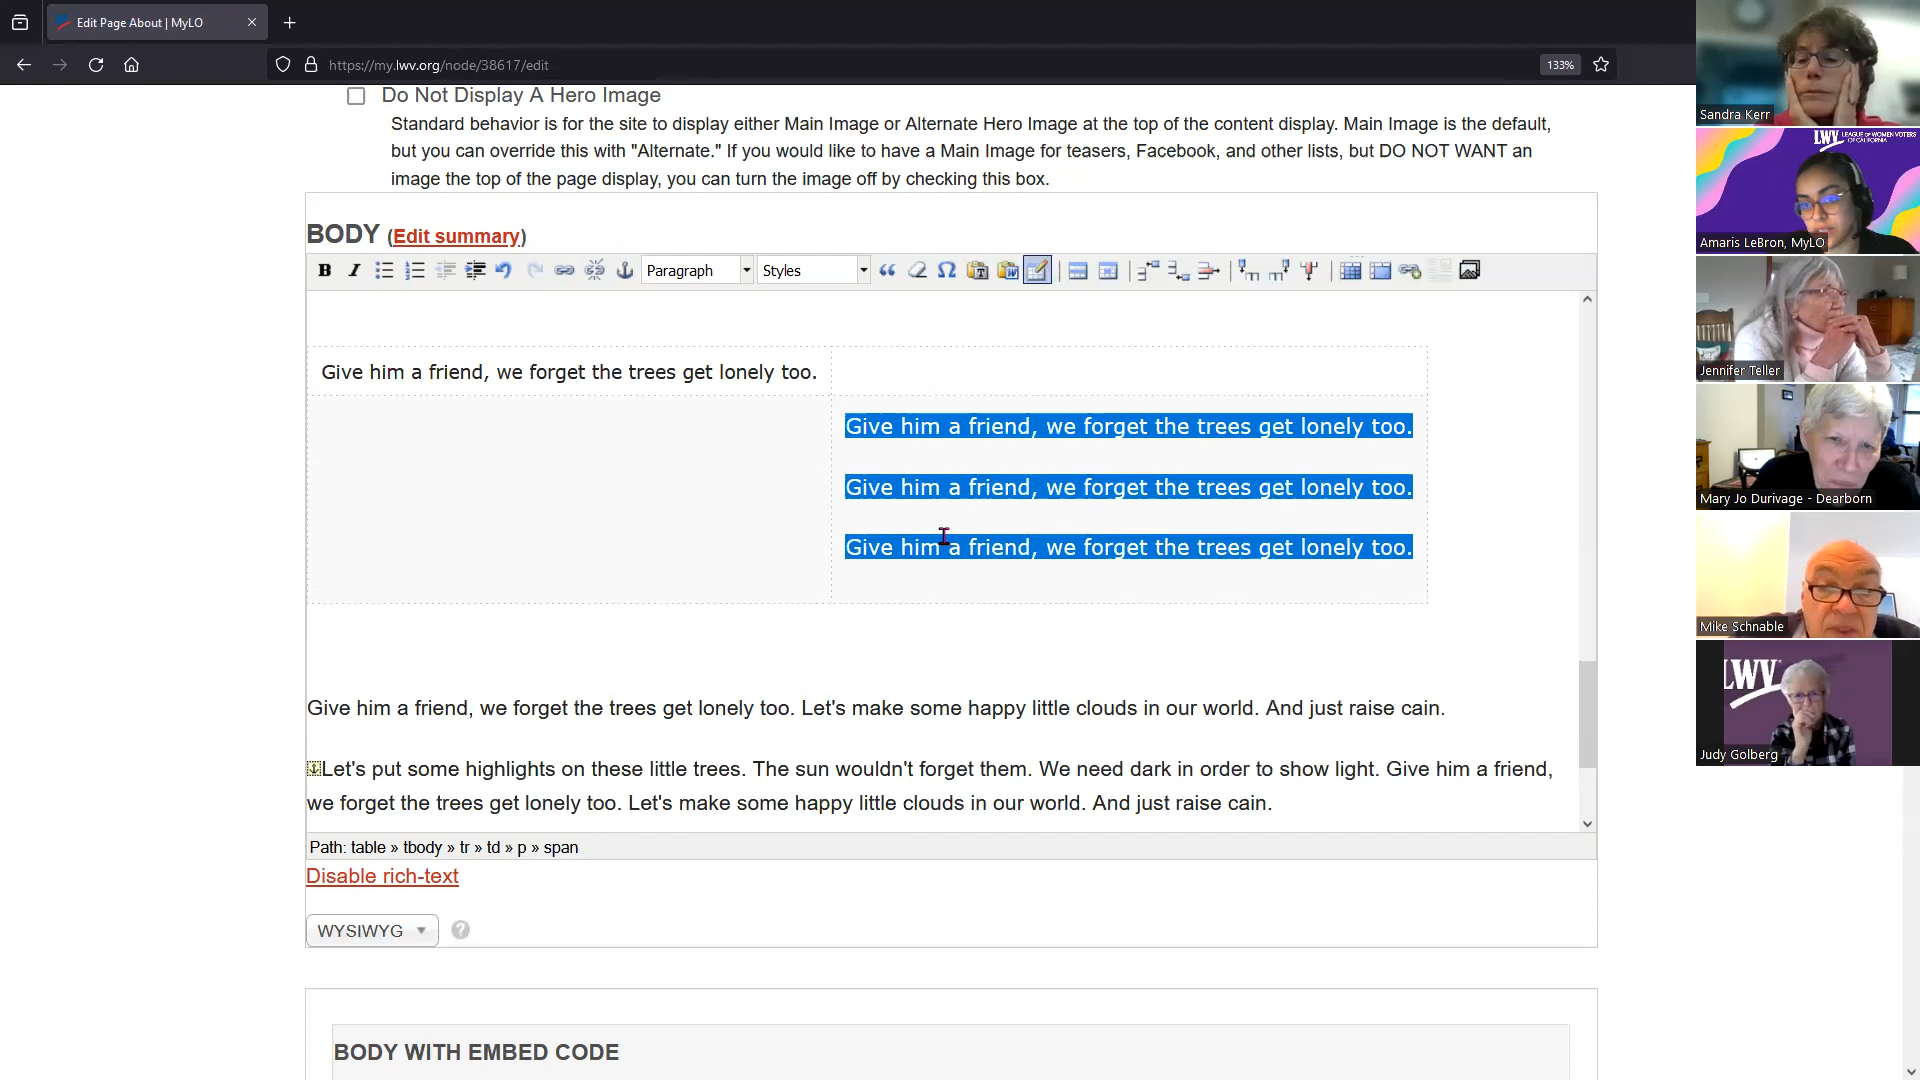 Edit Page About | MyLO
https://my.lwv.org/node/38617/edit
133%
Do Not Display A Hero Image
Standard behavior is for the site to display either Main Image or Alternate Hero Image at the top of the content display. Main Image is the default,
but you can override this with "Alternate." If you would like to have a Main Image for teasers, Facebook, and other lists, but DO NOT WANT an
image the top of the page display, you can turn the image off by checking this box.
BODY (Edit summary)
Paragraph
Styles
Give him a friend, we forget the trees get lonely too.
Give him a friend, we forget the trees get lonely too.
Give him a friend, we forget the trees get lonely too.
Give him a friend, we forget the trees get lonely too.
Give him a friend, we forget the trees get lonely too. Let's make some happy little clouds in our world. And just raise cain.
Let's put some highlights on these little trees. The sun wouldn't forget them. We need dark in order to show light. Give him a friend,
we forget the trees get lonely too. Let's make some happy little clouds in our world. And just raise cain.
Path: table » tbody » tr » td » p » span
Disable rich-text
WYSIWYG
BODY WITH EMBED CODE
Sandra Kerr
LWV LEAGUE OF WOMEN VOTERS
OF CALIFORNIA
Amaris LeBron, MyLO
Jennifer Teller
Mary Jo Durivage - Dearborn
Mike Schnable
LWV
Judy Golberg